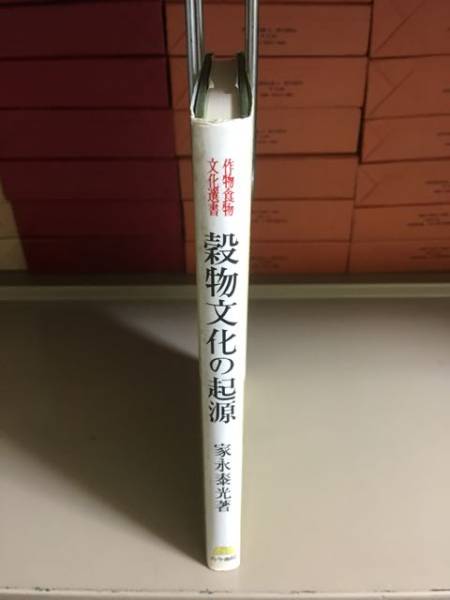 作物・食物
文化選書
穀物文化の起源
家永泰光著